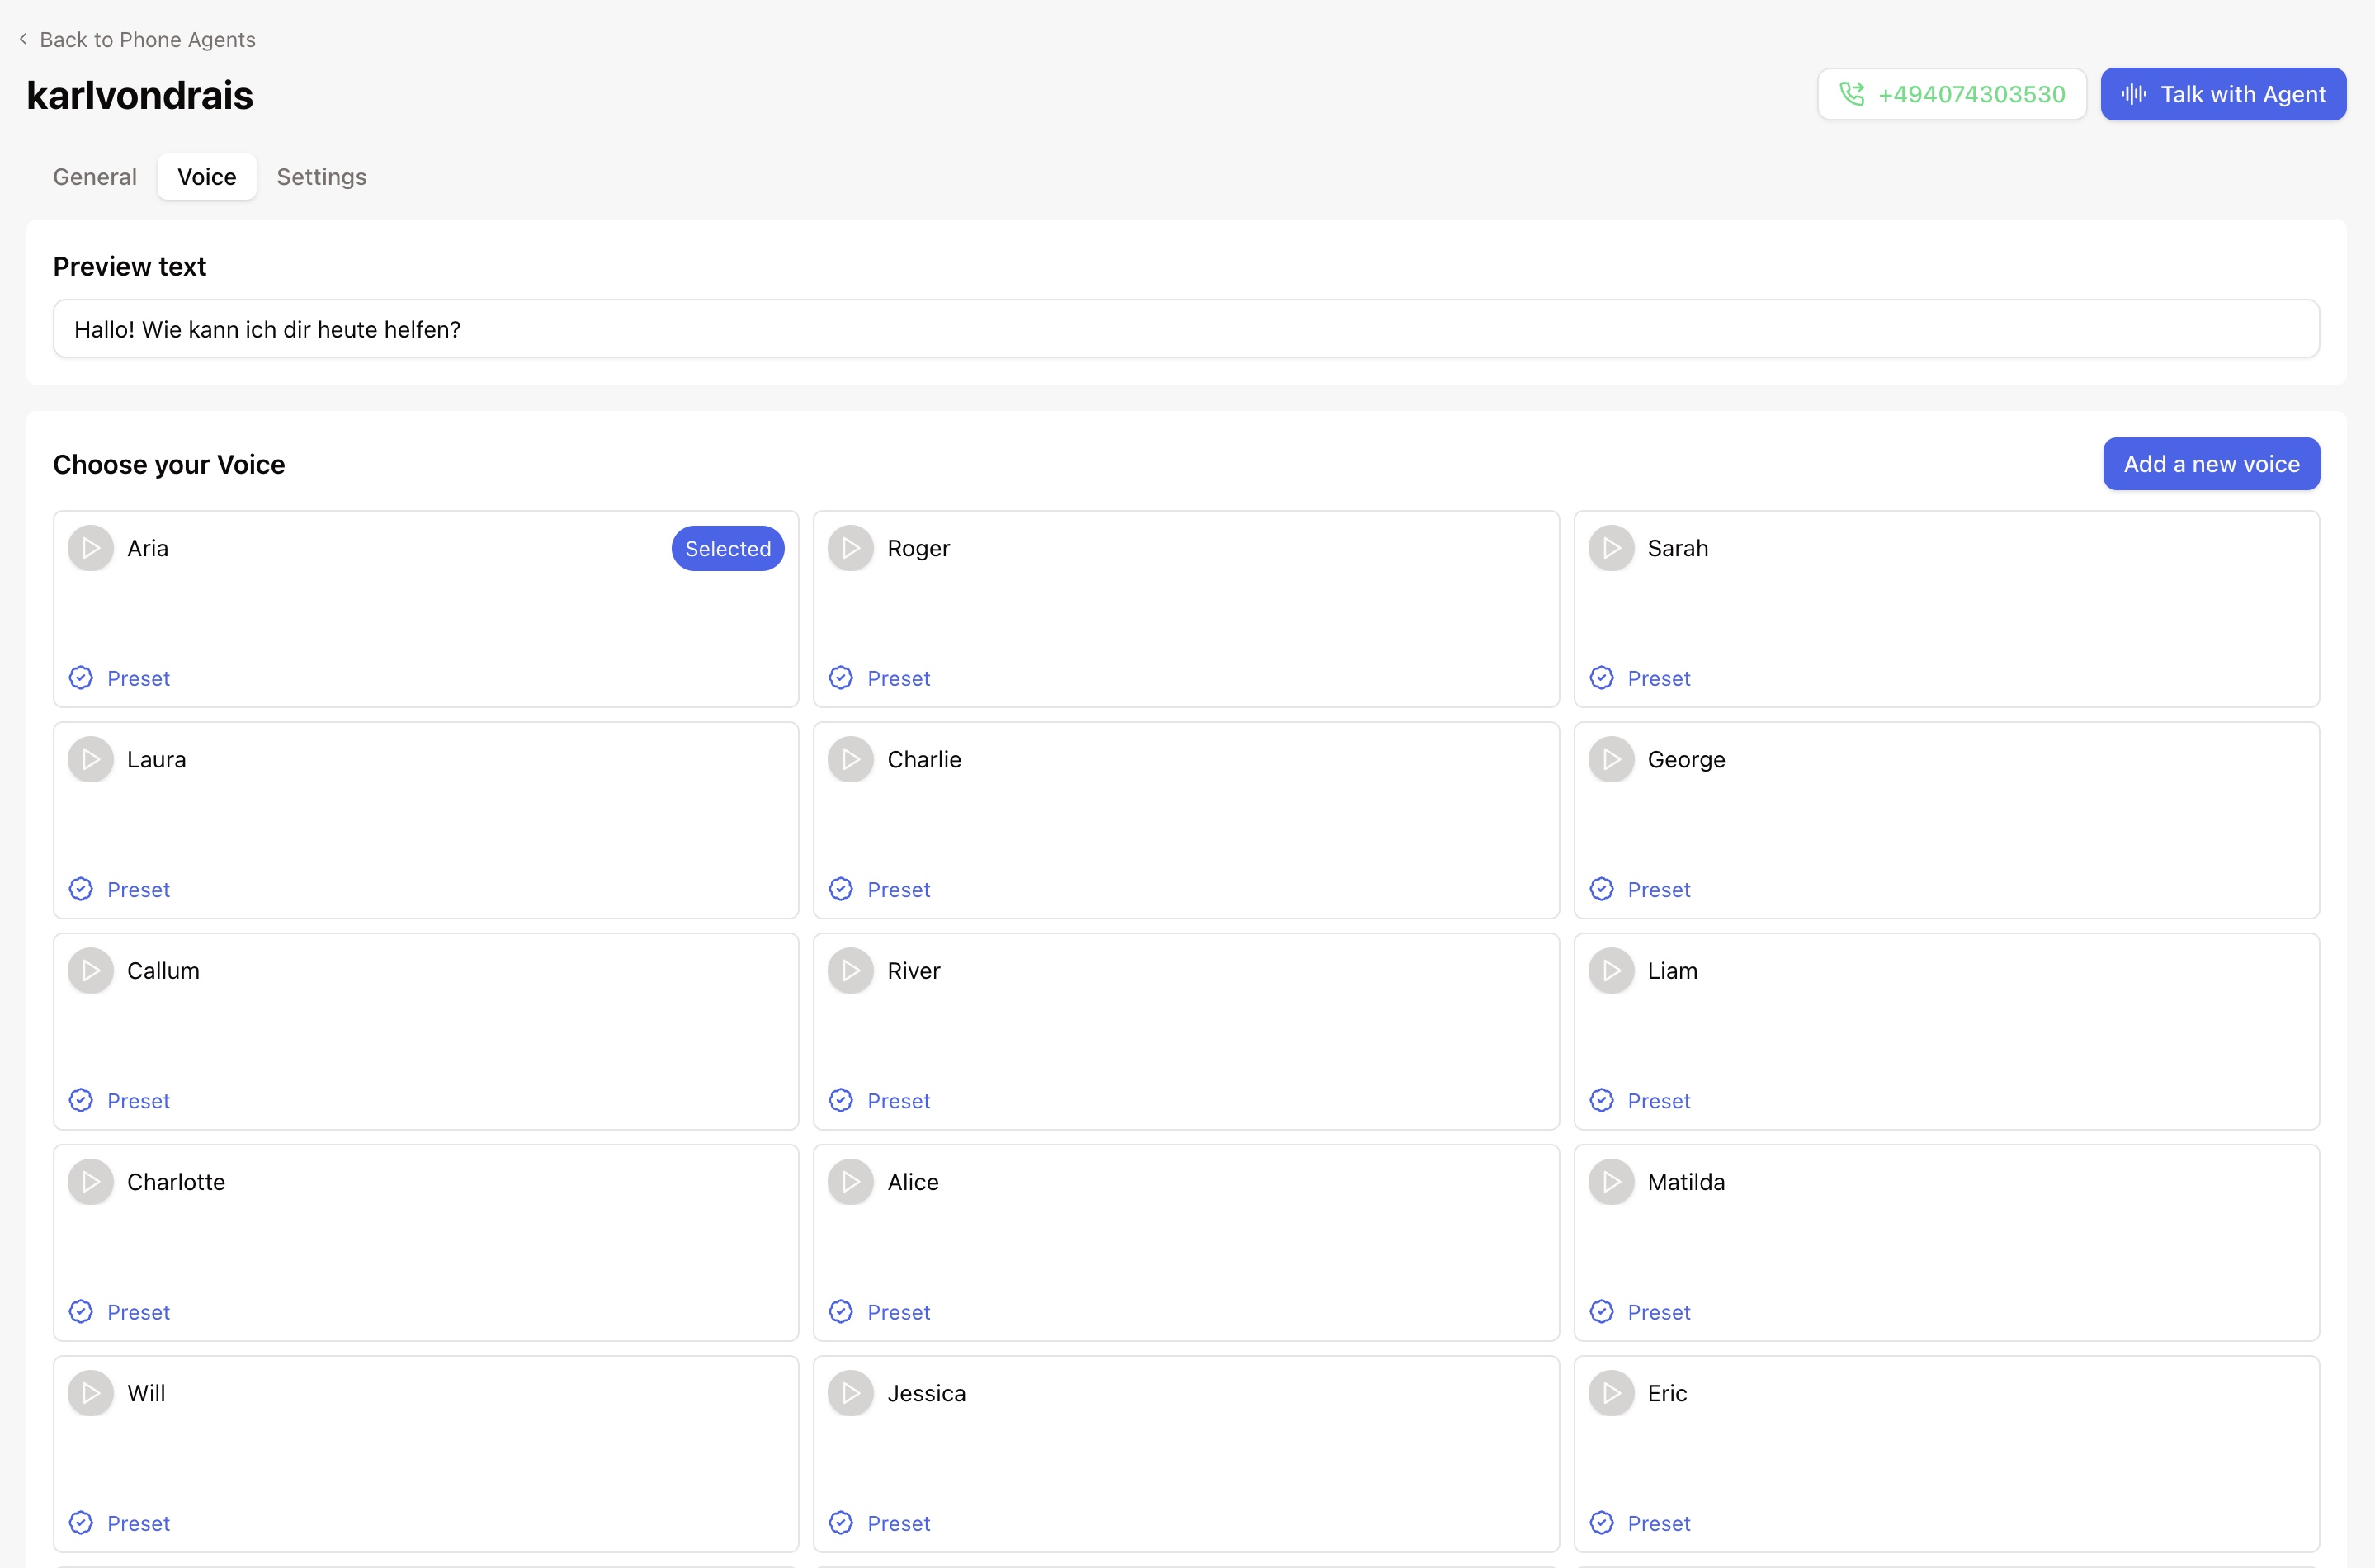 Back to Phone Agents
karlvondrais
+494074303530
Talk with Agent
General
Voice
Settings
Preview text
Hallo! Wie kann ich dir heute helfen?
Choose your Voice
Add a new voice
Aria
Selected
Preset
Roger
Preset
Sarah
Preset
Laura
Preset
Charlie
Preset
George
Preset
Callum
Preset
River
Preset
Liam
Preset
Charlotte
Preset
Alice
Preset
Matilda
Preset
Will
Preset
Jessica
Preset
Eric
Preset